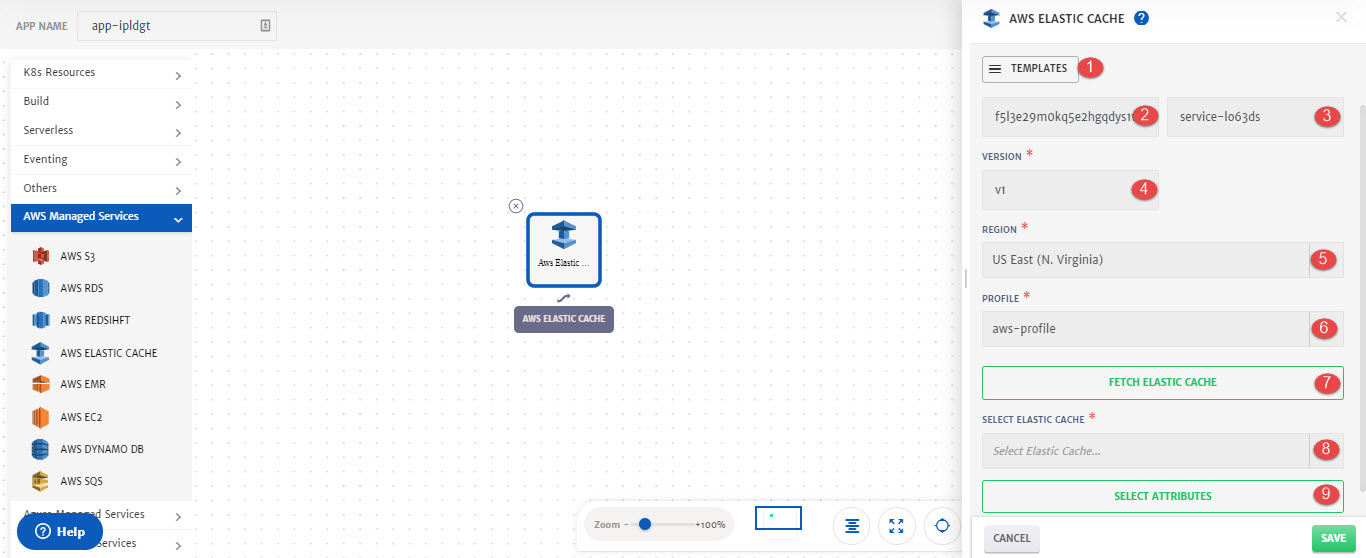 APP NAME
app-ipldgt
K8s Resources
Build
Serverless
Eventing
Others
AWS Managed Services
AWS S3
AWS RDS
AWS REDSIHFT
AWS ELASTIC CACHE
AWS EMR
AWS EC2
AWS DYNAMO DB
AWS SQS
Managed Services
Services
Help
Aws Elastic ...
AWS ELASTIC CACHE
Zoom - +100%
AWS ELASTIC CACHE ?
TEMPLATES 1
f5l3e29m0kq5e2hgqdys1 2
service-lo63ds 3
VERSION *
v1 4
REGION *
US East (N. Virginia) 5
PROFILE *
aws-profile 6
FETCH ELASTIC CACHE 7
SELECT ELASTIC CACHE *
Select Elastic Cache... 8
SELECT ATTRIBUTES 9
CANCEL
SAVE